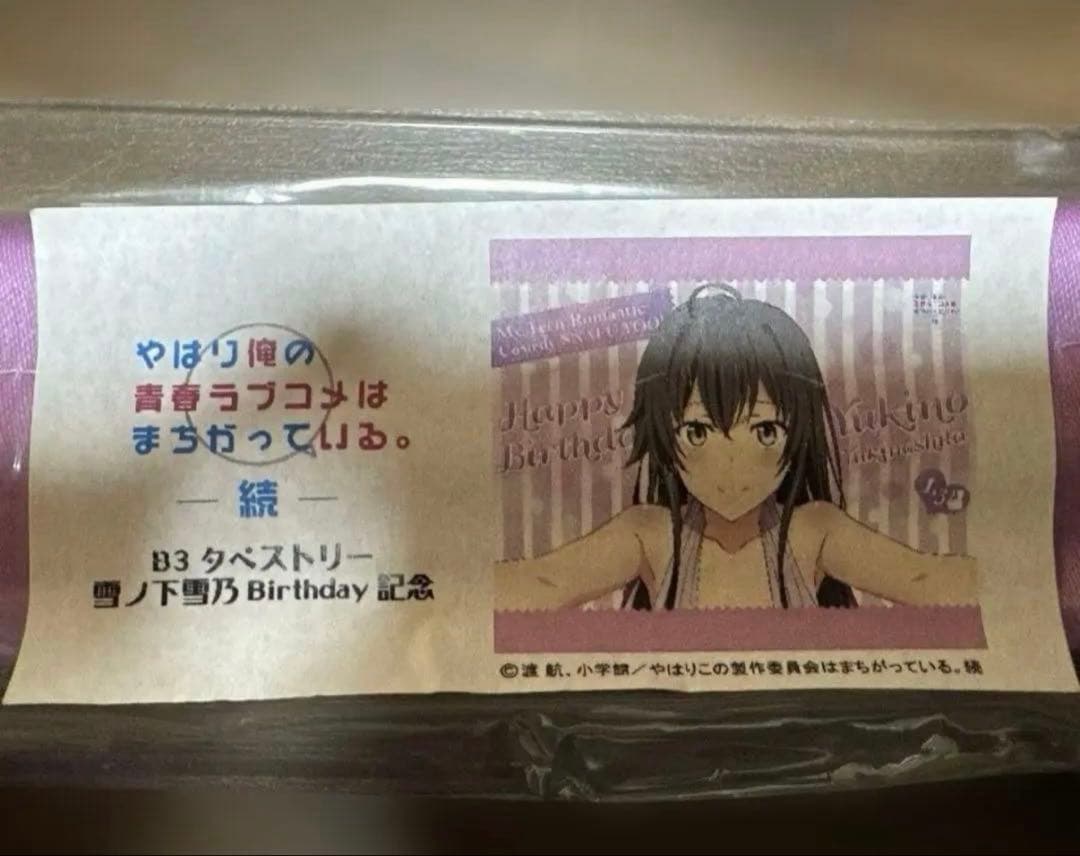 やはり俺の
青春ラブコメは
まちがっている。
続
B3 タペストリー
雪ノ下雪乃 Birthday 記念
My Teen Romantic
Comedy SNAFU TOO
Happy
Birthday
Yukino
Yukinoshita
©渡 航、小学館／やはりこの製作委員会はまちがっている。続